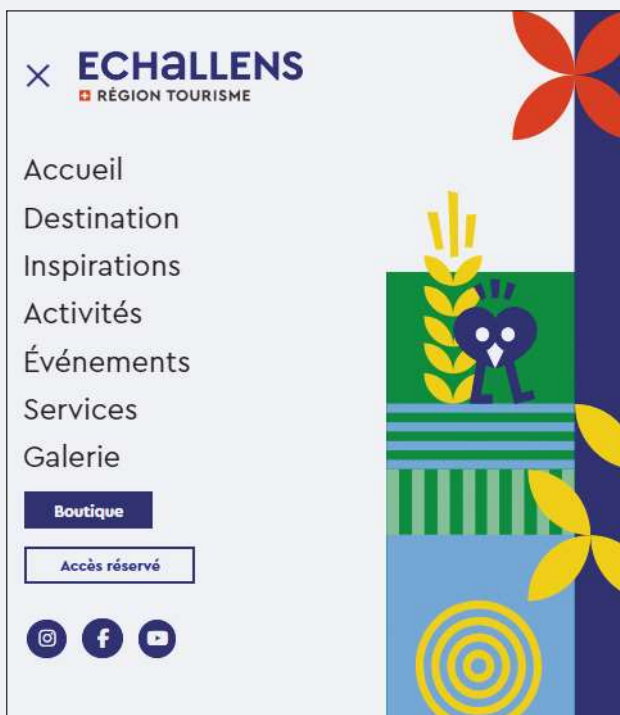 ECHaLLENS
RÉGION TOURISME
Accueil
Destination
Inspirations
Activités
Événements
Services
Galerie
Boutique
Accès réservé